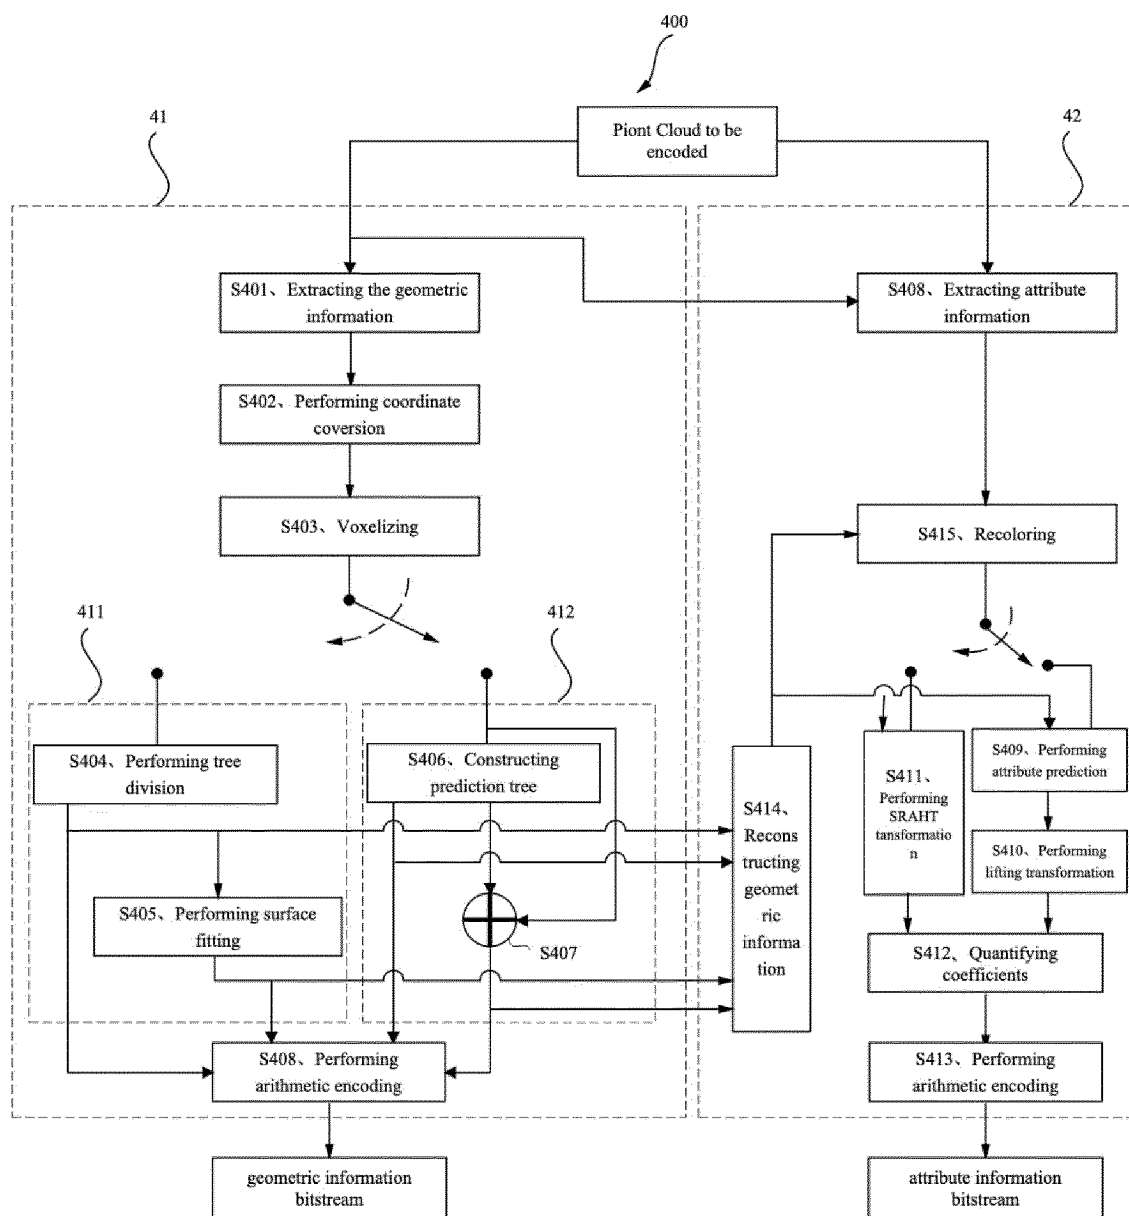 400
Piont Cloud to be
encoded
41
42
S401、Extracting the geometric
information
S408、Extracting attribute
information
S402、Performing coordinate
coversion
S403、Voxelizing
S415、Recoloring
411
412
S404、Performing tree
division
S406、Constructing
prediction tree
S414、
Recons
tructing
geomet
ric
informa
tion
S411、
Performing
SRAHT
tansformatio
n
S409、Performing
attribute prediction
S410、Performing
lifting transformation
S405、Performing surface
fitting
S407
S412、Quantifying
coefficients
S408、Performing
arithmetic encoding
S413、Performing
arithmetic encoding
geometric information
bitstream
attribute information
bitstream